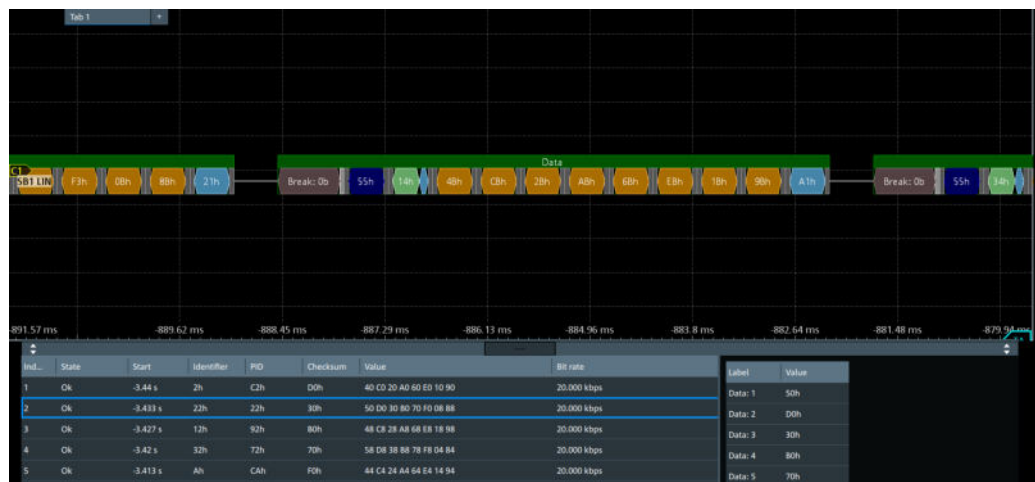 Tab 1 +
C1
SB1 LIN F3h 0Bh 8Bh 21h Break: 0b 55h 14h Data 4Bh CBh 2Bh ABh 6Bh EBh 1Bh 9Bh A1h Break: 0b 55h 34h
-891.57 ms -889.62 ms -888.45 ms -887.29 ms -886.13 ms -884.96 ms -883.8 ms -882.64 ms -881.48 ms -879.94 ms
Ind... State Start Identifier PID Checksum Value Bit rate
1 Ok -3.44 s 2h C2h D0h 40 C0 20 A0 60 E0 10 90 20.000 kbps
2 Ok -3.433 s 22h 22h 30h 50 D0 30 B0 70 F0 08 88 20.000 kbps
3 Ok -3.427 s 12h 92h B0h 48 C8 28 A8 68 E8 18 98 20.000 kbps
4 Ok -3.42 s 32h 72h 70h 58 D8 38 B8 78 F8 04 84 20.000 kbps
5 Ok -3.413 s Ah CAh F0h 44 C4 24 A4 64 E4 14 94 20.000 kbps
Label Value
Data: 1 50h
Data: 2 D0h
Data: 3 30h
Data: 4 B0h
Data: 5 70h